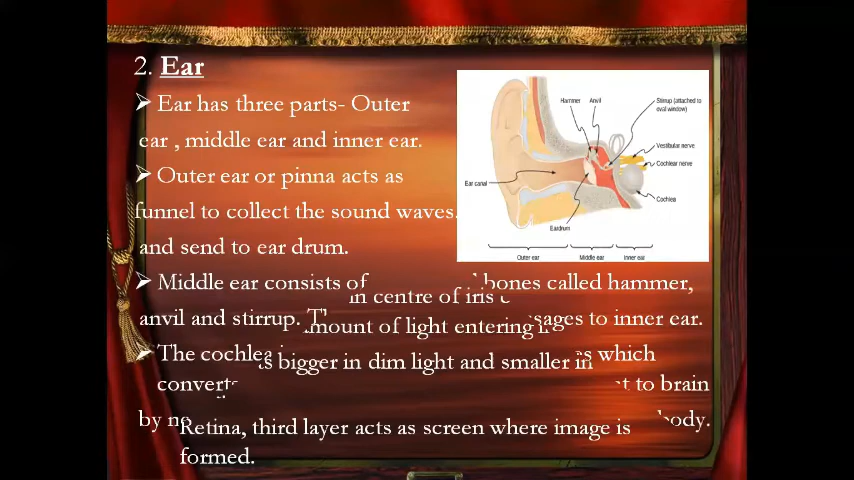 2. Ear
Ear has three parts- Outer
ear , middle ear and inner ear.
Outer ear or pinna acts as
funnel to collect the sound waves.
and send to ear drum.
Hammer
Anvil
Stirrup (attached to
oval window)
Vestibular nerve
Cochlear nerve
Ear canal
Cochlea
Eardrum
Outer ear
Middle ear
Inner ear
Middle ear consists of bones called hammer,
in centre of iris
anvil and stirrup. to inner ear.
amount of light entering
The cochlea which
is bigger in dim light and smaller in
to brain
by body.
Retina, third layer acts as screen where image is
formed.